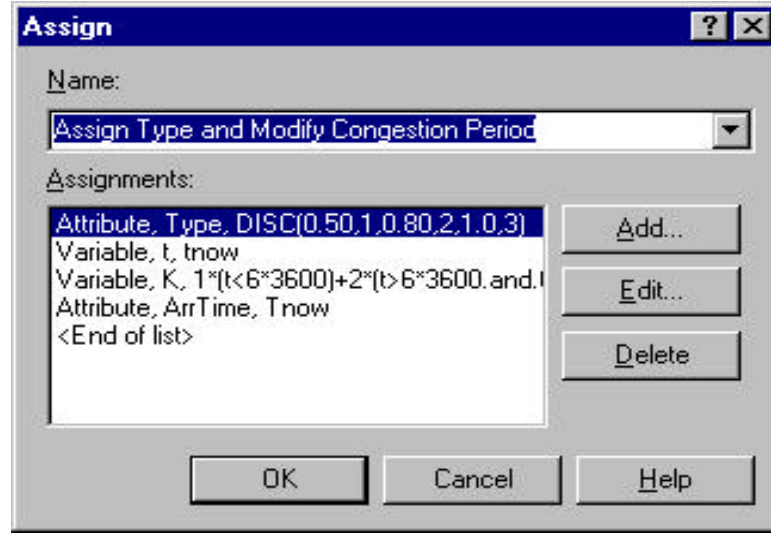 Assign
Name:
Assign Type and Modify Congestion Period
Assignments:
Attribute, Type, DISC(0.50,1,0.80,2,1.0,3)
Variable, t, tnow
Variable, K, 1*(t<6*3600)+2*(t>6*3600.and.
Attribute, ArrTime, Tnow
<End of list>
Add...
Edit...
Delete
OK
Cancel
Help